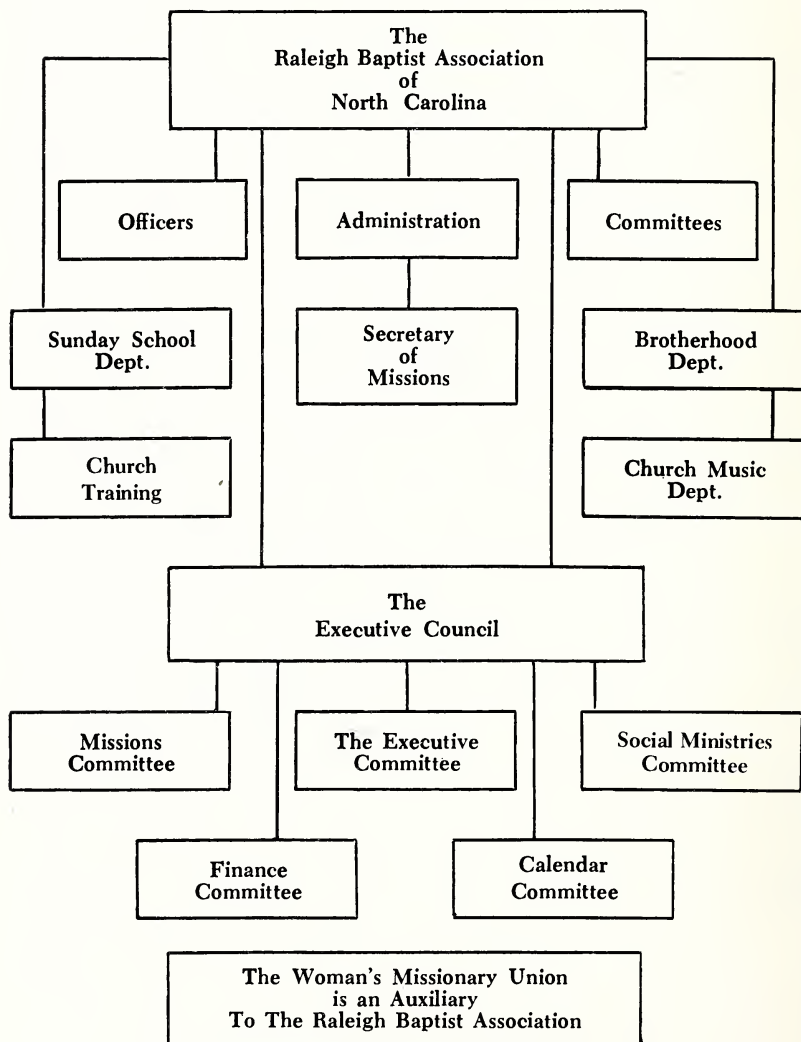 The
Raleigh Baptist Association
of
North Carolina
Officers
Administration
Committees
Sunday School
Dept.
Secretary
of
Missions
Brotherhood
Dept.
Church
Training
Church Music
Dept.
The
Executive Council
Missions
Committee
The Executive
Committee
Social Ministries
Committee
Finance
Committee
Calendar
Committee
The Woman's Missionary Union
is an Auxiliary
To The Raleigh Baptist Association